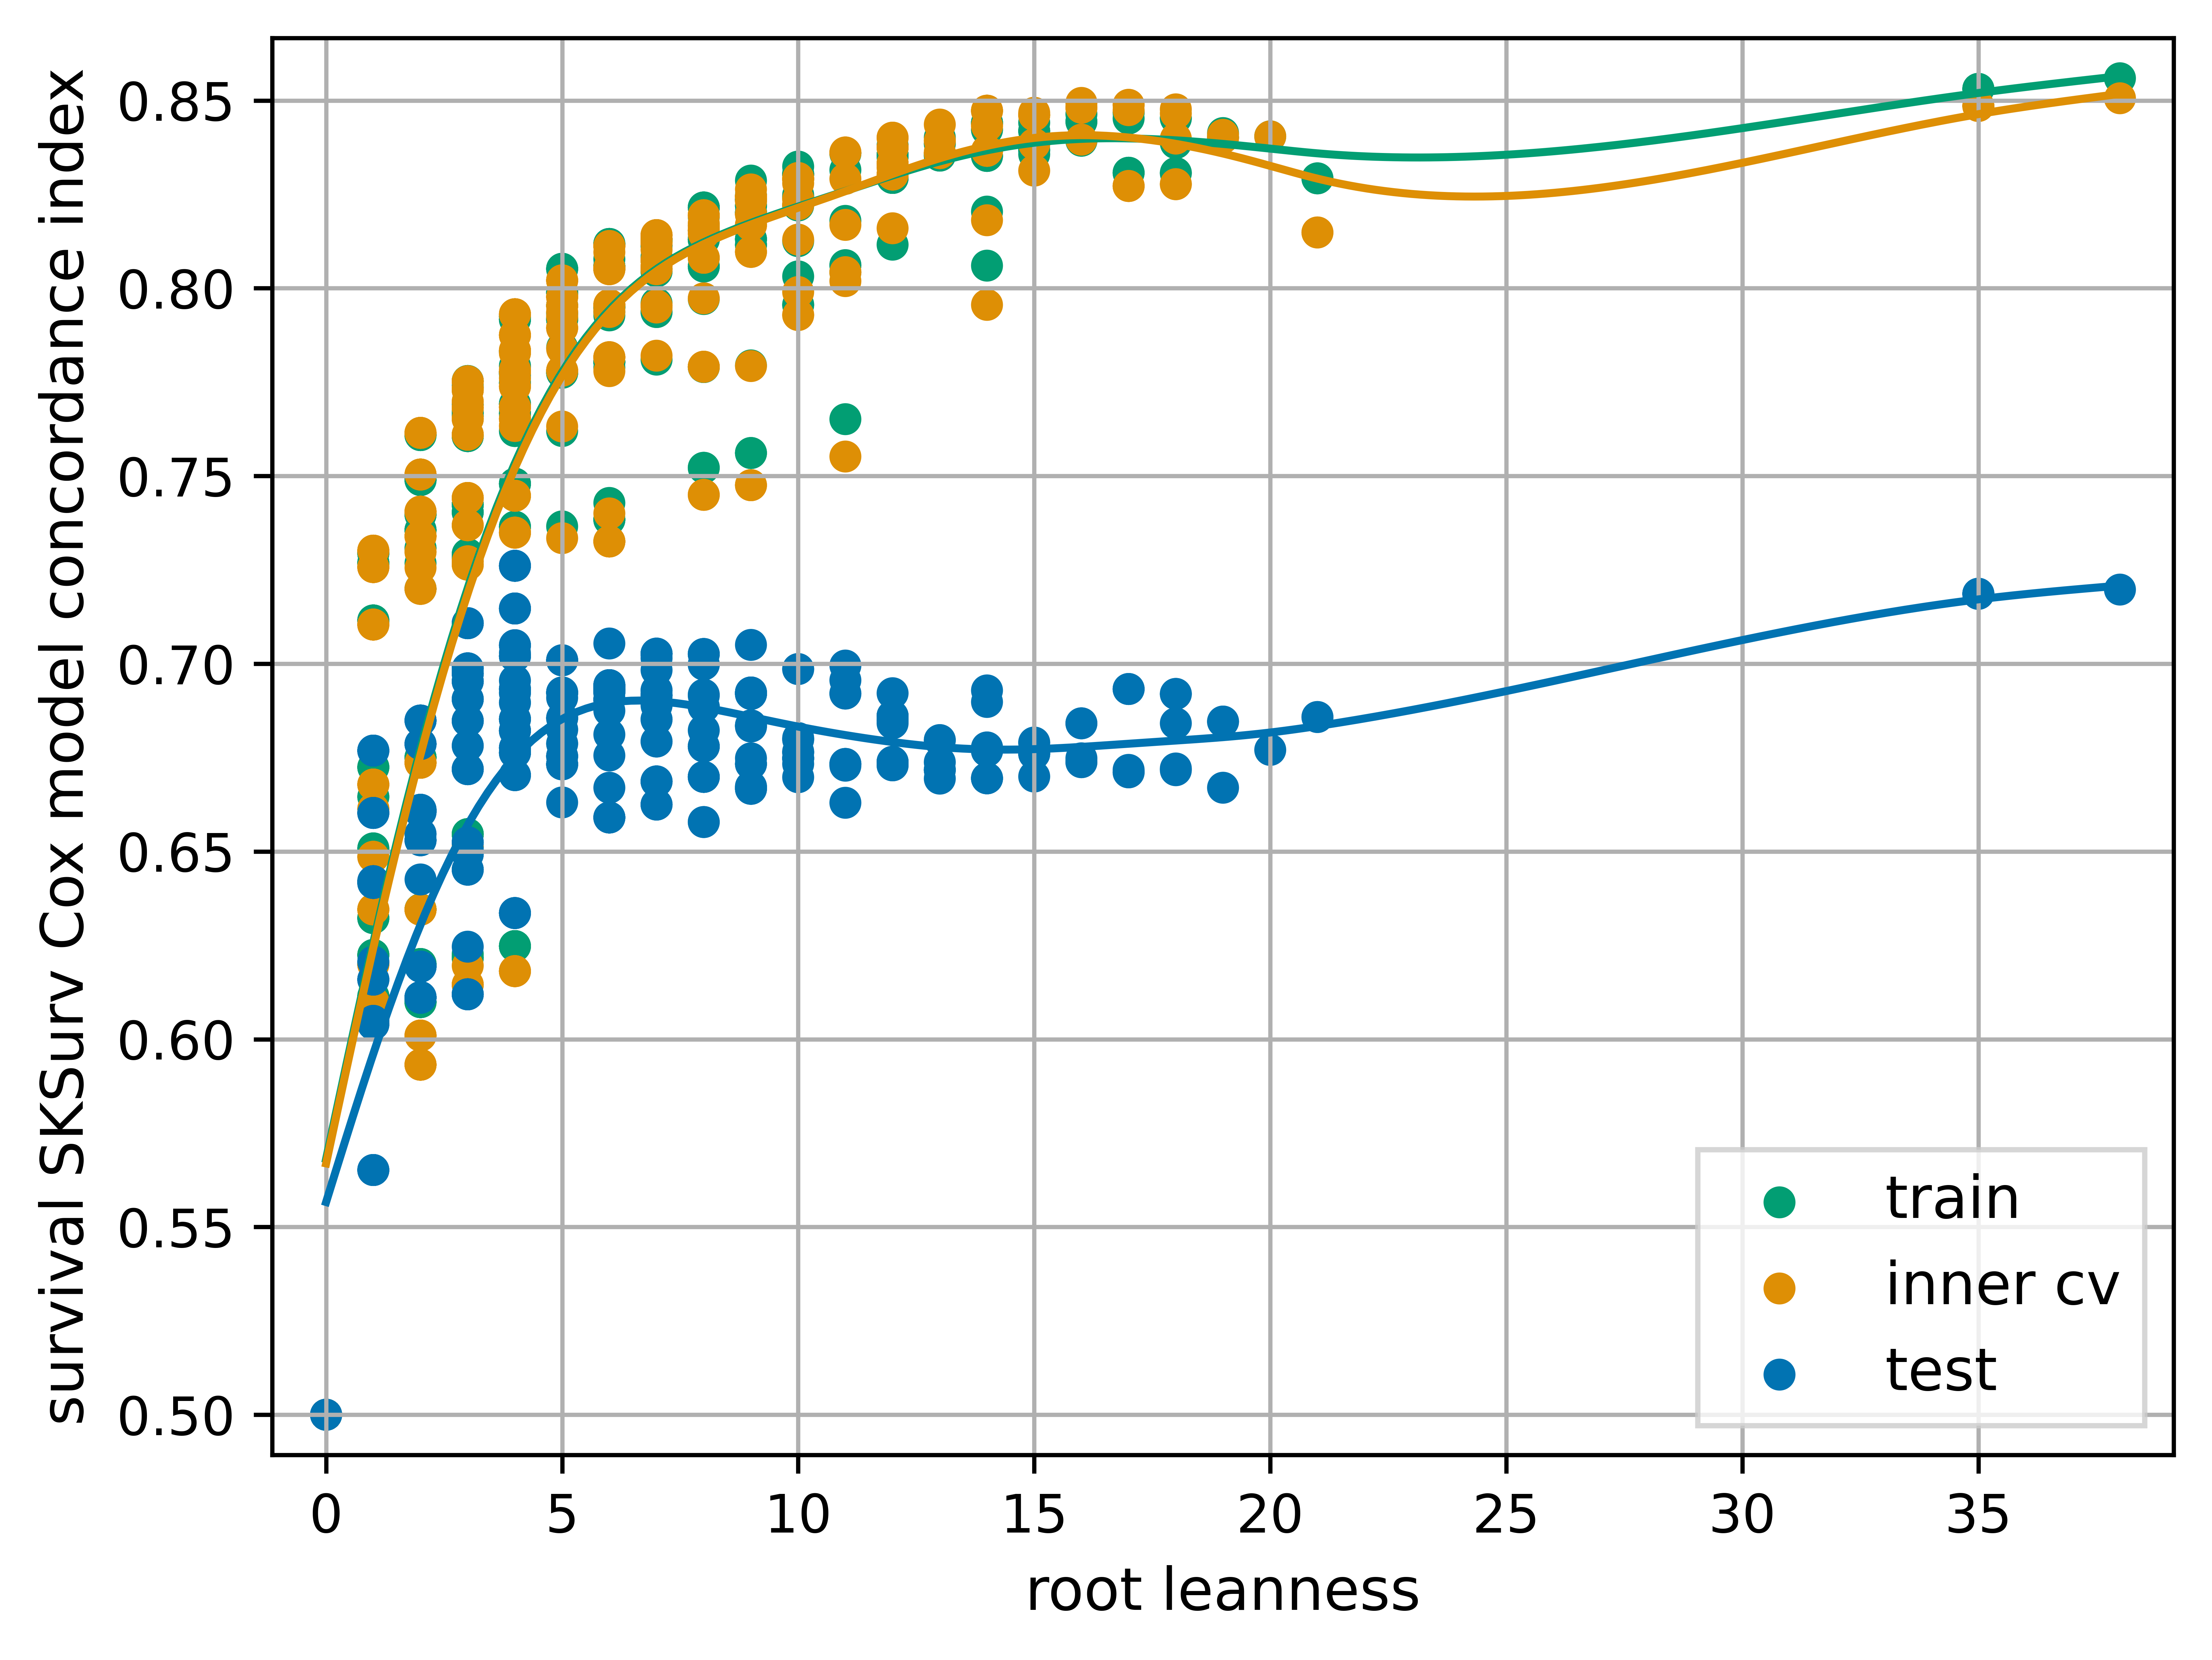 survival SKSurv Cox model concordance index
0.85
0.80
0.75
0.70
0.65
0.60
0.55
0.50
train
inner cv
test
0 5 10 15 20 25 30 35
root leanness